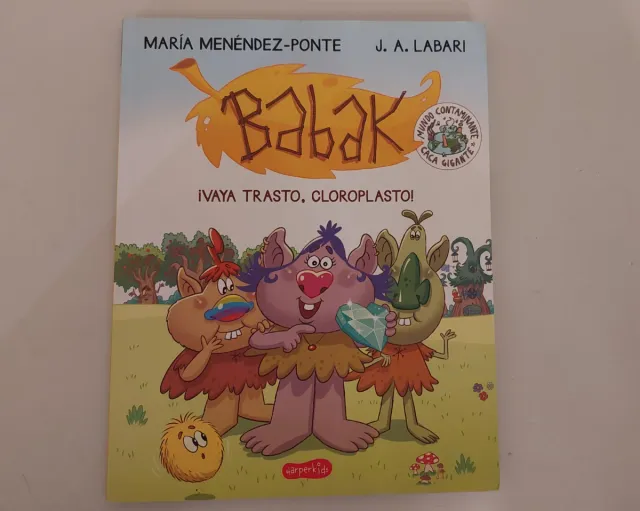 MARÍA MENÉNDEZ-PONTE J. A. LABARI
Babak
MUNDO CONTAMINANTE
CACA GIGANTE
¡VAYA TRASTO, CLOROPLASTO!
harperkids